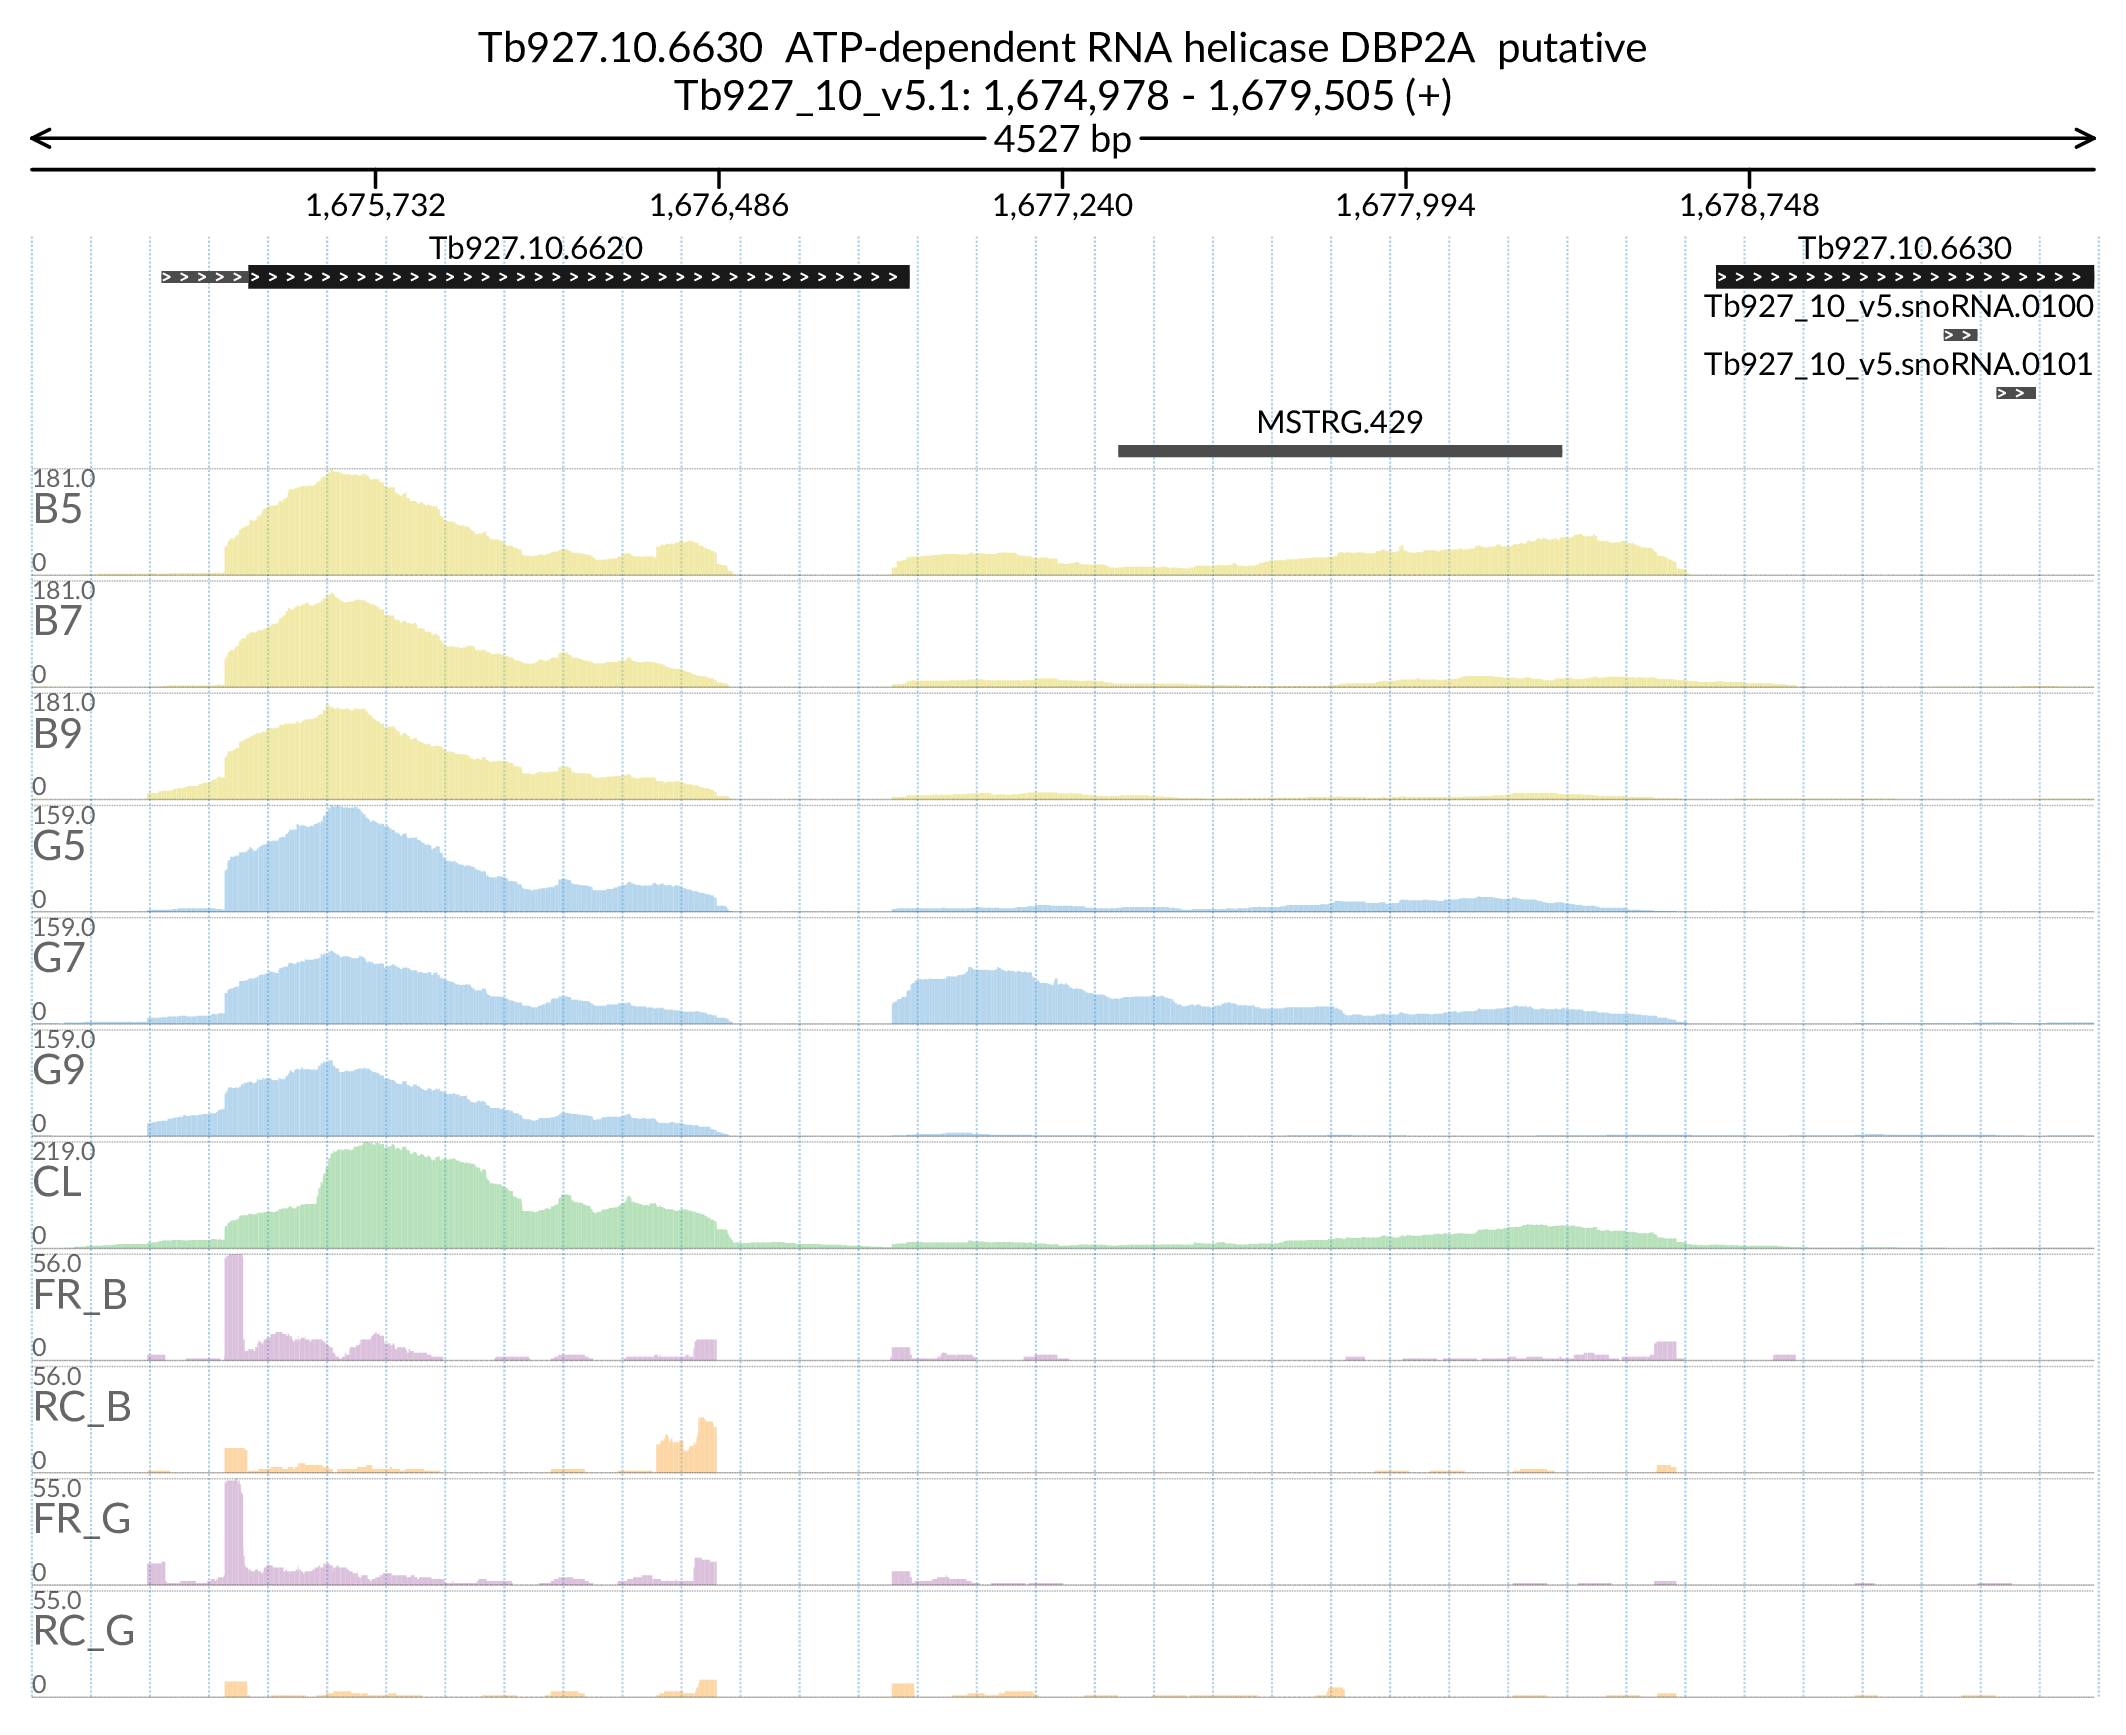 Tb927.10.6630  ATP-dependent RNA helicase DBP2A  putative
Tb927_10_v5.1: 1,674,978 - 1,679,505 (+)
4527 bp
1,675,732 1,676,486 1,677,240 1,677,994 1,678,748
Tb927.10.6620 Tb927.10.6630
Tb927_10_v5.snoRNA.0100
Tb927_10_v5.snoRNA.0101
MSTRG.429
181.0
B5
0
181.0
B7
0
181.0
B9
0
159.0
G5
0
159.0
G7
0
159.0
G9
0
219.0
CL
0
56.0
FR_B
0
56.0
RC_B
0
55.0
FR_G
0
55.0
RC_G
0